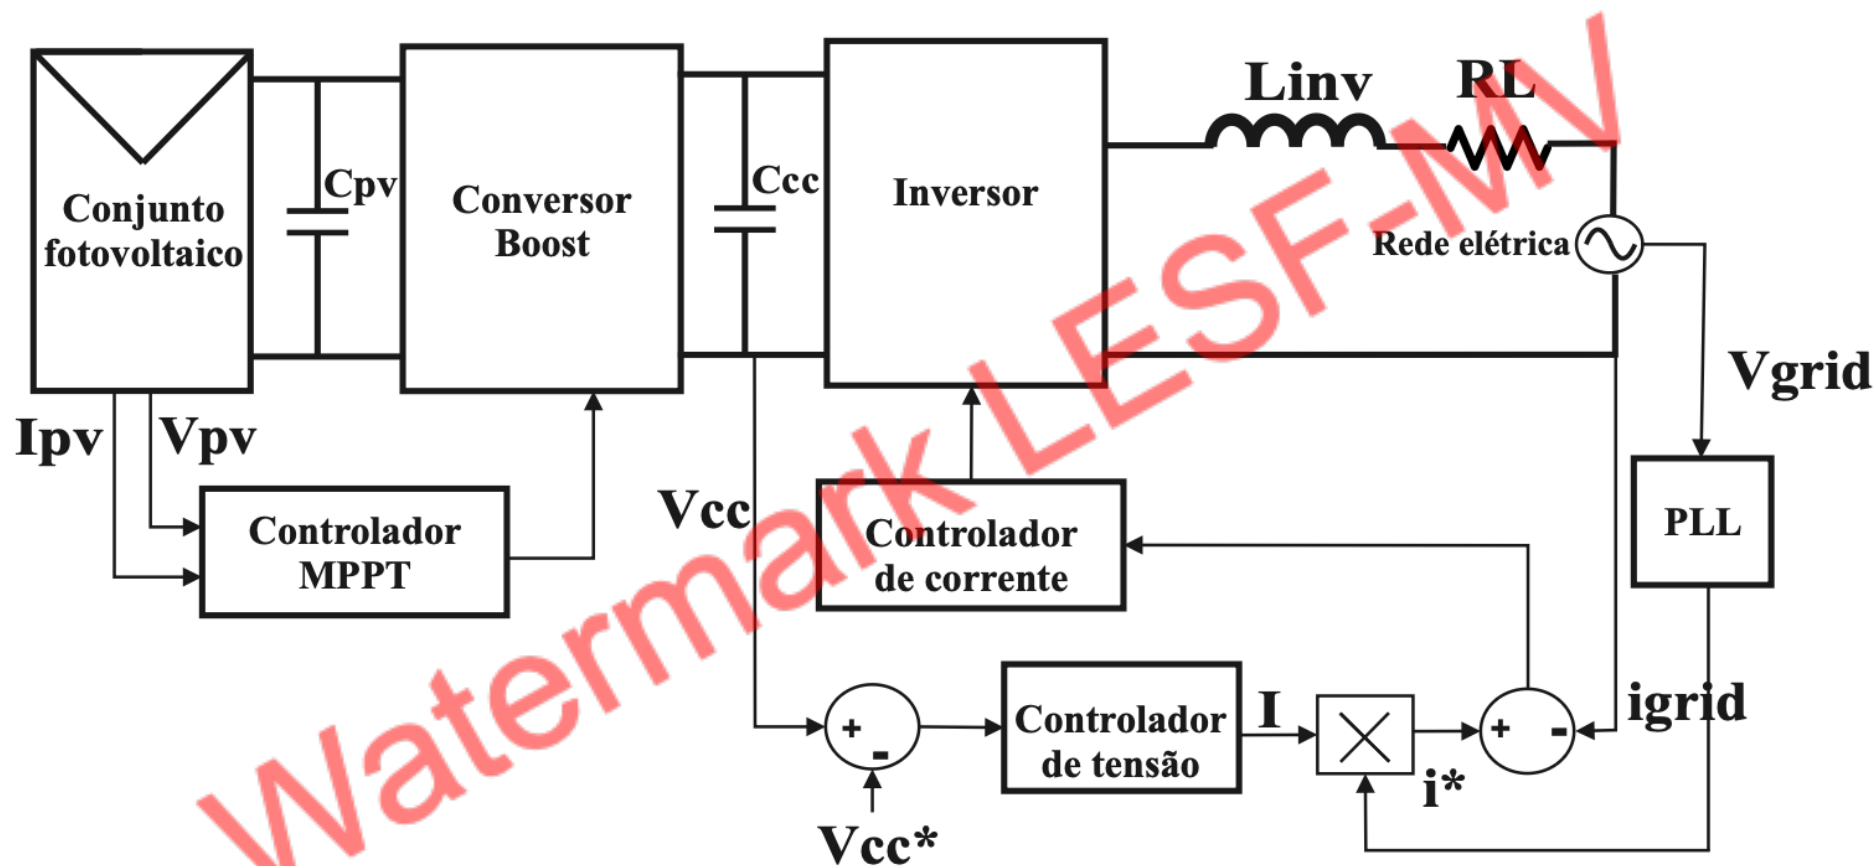 Linv
RL
Cpv
Ccc
Conjunto
fotovoltaico
Conversor
Boost
Inversor
Rede elétrica
Vgrid
Ipv
Vpv
Controlador
MPPT
Vcc
Controlador
de corrente
PLL
+
-
Controlador
de tensão
I
i*
+
-
igrid
Vcc*
Watermark LESF-MV